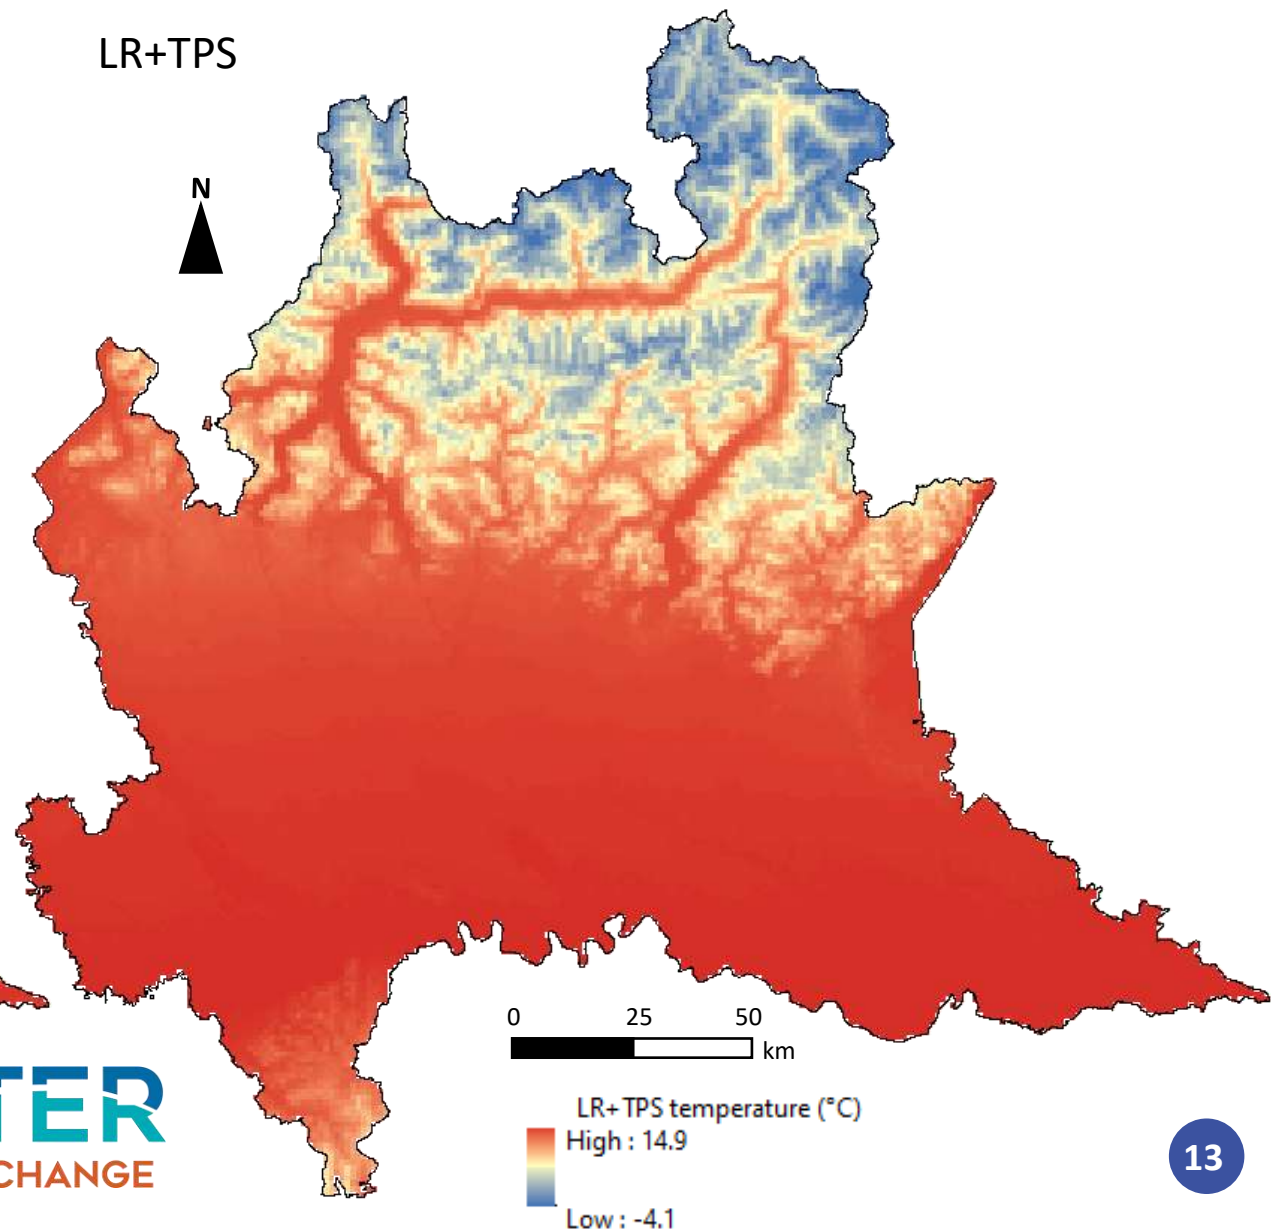 LR+TPS
N
0 25 50
km
LR+TPS temperature (°C)
High : 14.9
Low : -4.1
TER
CHANGE
13